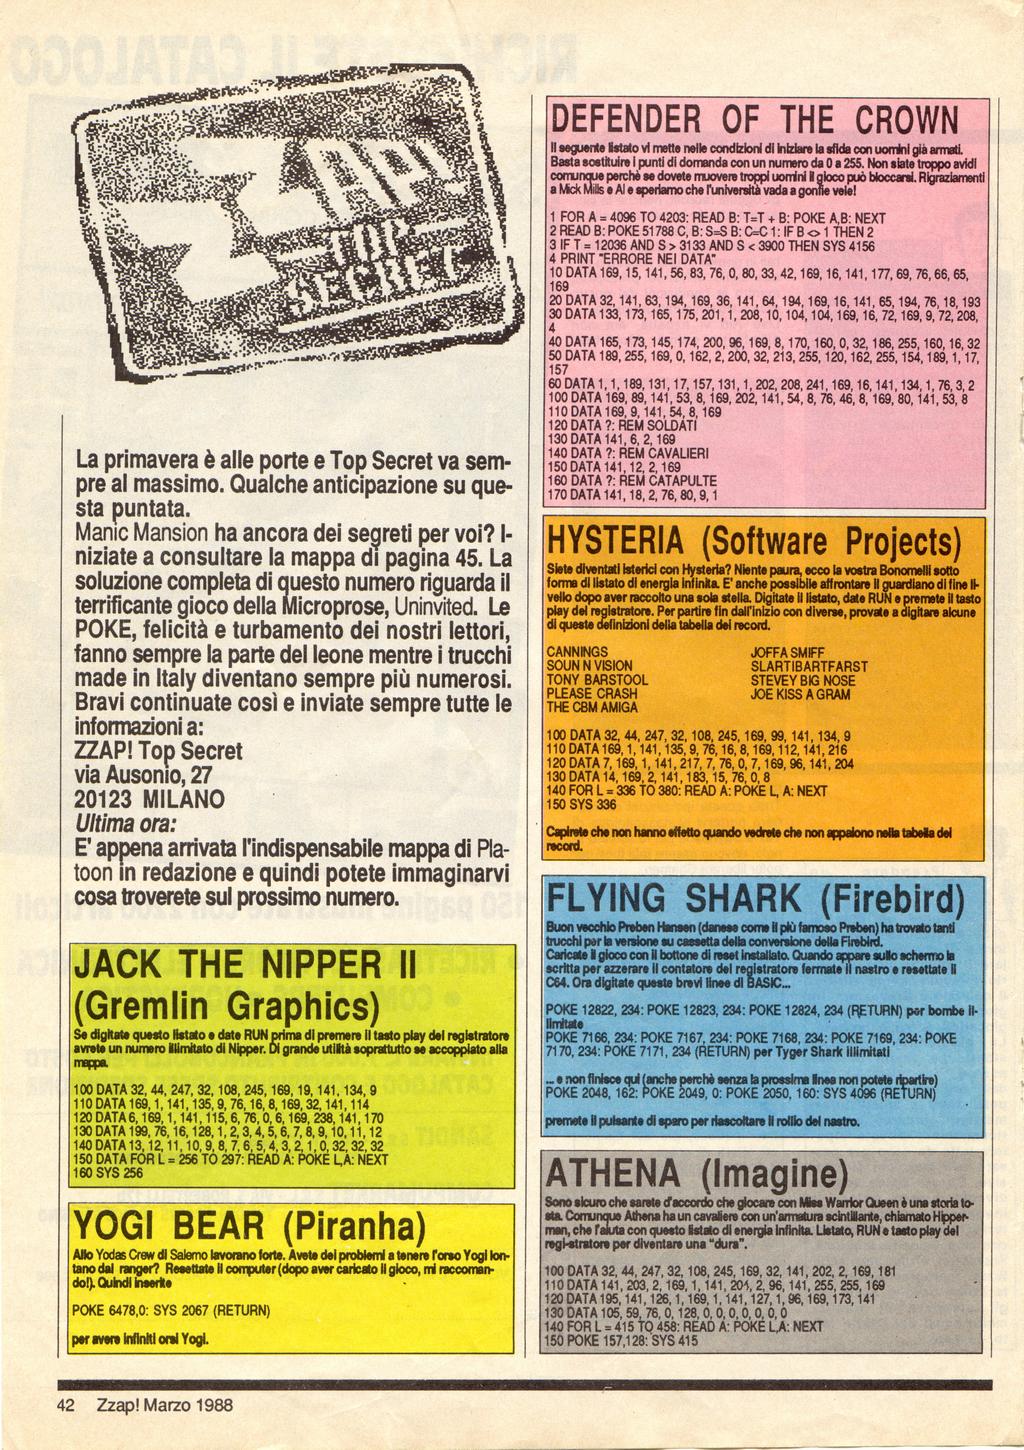 ZZAP!
TOP
SECRET
La primavera è alle porte e Top Secret va sem-
pre al massimo. Qualche anticipazione su que-
sta puntata.
Manic Mansion ha ancora dei segreti per voi? I-
niziate a consultare la mappa di pagina 45. La
soluzione completa di questo numero riguarda il
terrificante gioco della Microprose, Uninvited. Le
POKE, felicità e turbamento dei nostri lettori,
fanno sempre la parte del leone mentre i trucchi
made in Italy diventano sempre più numerosi.
Bravi continuate così e inviate sempre tutte le
informazioni a:
ZZAP! Top Secret
via Ausonio, 27
20123 MILANO
Ultima ora:
E' appena arrivata l'indispensabile mappa di Pla-
toon in redazione e quindi potete immaginarvi
cosa troverete sul prossimo numero.
JACK THE NIPPER II
(Gremlin Graphics)
Se digitate questo listato e date RUN prima di premere il tasto play del registratore
avrete un numero illimitato di Nipper. Di grande utilità soprattutto se accoppiato alla
mappa.
100 DATA 32, 44, 247, 32, 108, 245, 169, 19, 141, 134, 9
110 DATA 169, 1, 141, 135, 9, 76, 16, 8, 169, 32, 141, 114
120 DATA 6, 169, 1, 141, 115, 6, 76, 0, 6, 169, 238, 141, 170
130 DATA 199, 76, 16, 128, 1, 2, 3, 4, 5, 6, 7, 8, 9, 10, 11, 12
140 DATA 13, 12, 11, 10, 9, 8, 7, 6, 5, 4, 3, 2, 1, 0, 32, 32, 32
150 DATA FOR L = 256 TO 297: READ A: POKE L,A: NEXT
160 SYS 256
YOGI BEAR (Piranha)
Allo Yodas Crew di Salerno lavorano forte. Avete dei problemi a tenere l'orso Yogi lon-
tano dal ranger? Resettate il computer (dopo aver caricato il gioco, mi raccoman-
do!). Quindi inserite
POKE 6478,0: SYS 2067 (RETURN)
per avere infiniti orsi Yogi.
DEFENDER OF THE CROWN
Il seguente listato vi mette nelle condizioni di iniziare la sfida con uomini già armati.
Basta sostituire i punti di domanda con un numero da 0 a 255. Non siate troppo avidi
comunque perchè se dovete muovere troppi uomini il gioco può bloccarsi. Rigraziamenti
a Mick Mills e Al e speriamo che l'università vada a gonfie vele!
1 FOR A = 4096 TO 4203: READ B: T=T + B: POKE A,B: NEXT
2 READ B: POKE 51788 C, B: S=S B: C=C 1: IF B <> 1 THEN 2
3 IF T = 12036 AND S > 3133 AND S < 3900 THEN SYS 4156
4 PRINT "ERRORE NEI DATA"
10 DATA 169, 15, 141, 56, 83, 76, 0, 80, 33, 42, 169, 16, 141, 177, 69, 76, 66, 65,
169
20 DATA 32, 141, 63, 194, 169, 36, 141, 64, 194, 169, 16, 141, 65, 194, 76, 18, 193
30 DATA 133, 173, 165, 175, 201, 1, 208, 10, 104, 104, 169, 16, 72, 169, 9, 72, 208,
4
40 DATA 165, 173, 145, 174, 200, 96, 169, 8, 170, 160, 0, 32, 186, 255, 160, 16, 32
50 DATA 189, 255, 169, 0, 162, 2, 200, 32, 213, 255, 120, 162, 255, 154, 189, 1, 17,
157
60 DATA 1, 1, 189, 131, 17, 157, 131, 1, 202, 208, 241, 169, 16, 141, 134, 1, 76, 3, 2
100 DATA 169, 89, 141, 53, 8, 169, 202, 141, 54, 8, 76, 46, 8, 169, 80, 141, 53, 8
110 DATA 169, 9, 141, 54, 8, 169
120 DATA ?: REM SOLDATI
130 DATA 141, 6, 2, 169
140 DATA ?: REM CAVALIERI
150 DATA 141, 12, 2, 169
160 DATA ?: REM CATAPULTE
170 DATA 141, 18, 2, 76, 80, 9, 1
HYSTERIA (Software Projects)
Siete diventati isterici con Hysteria? Niente paura, ecco la vostra Bonomelli sotto
forma di listato di energia infinita. E' anche possibile affrontare il guardiano di fine li-
vello dopo aver raccolto una sola stella. Digitate il listato, date RUN e premete il tasto
play del registratore. Per partire fin dall'inizio con diverse, provate a digitare alcune
di queste definizioni della tabella dei record.
CANNINGS JOFFA SMIFF
SOUN N VISION SLARTIBARTFARST
TONY BARSTOOL STEVEY BIG NOSE
PLEASE CRASH JOE KISS A GRAM
THE CBM AMIGA
100 DATA 32, 44, 247, 32, 108, 245, 169, 99, 141, 134, 9
110 DATA 169, 1, 141, 135, 9, 76, 16, 8, 169, 112, 141, 216
120 DATA 7, 169, 1, 141, 217, 7, 76, 0, 7, 169, 96, 141, 204
130 DATA 14, 169, 2, 141, 183, 15, 76, 0, 8
140 FOR L = 336 TO 380: READ A: POKE L, A: NEXT
150 SYS 336
Capirete che non hanno effetto quando vedrete che non appaiono nella tabella dei
record.
FLYING SHARK (Firebird)
Buon vecchio Preben Hansen (danese come il più famoso Preben) ha trovato tanti
trucchi per la versione su cassetta della conversione della Firebird.
Caricate il gioco con il bottone di reset installato. Quando appare sullo schermo la
scritta per azzerare il contatore del registratore fermate il nastro e resettate il
C64. Ora digitate queste brevi linee di BASIC...
POKE 12822, 234: POKE 12823, 234: POKE 12824, 234 (RETURN) per bombe il-
limitate
POKE 7166, 234: POKE 7167, 234: POKE 7168, 234: POKE 7169, 234: POKE
7170, 234: POKE 7171, 234 (RETURN) per Tyger Shark illimitati
... e non finisce qui (anche perchè senza la prossima linea non potete ripartire)
POKE 2048, 162: POKE 2049, 0: POKE 2050, 160: SYS 4096 (RETURN)
premete il pulsante di sparo per riascoltare il rollio del nastro.
ATHENA (Imagine)
Sono sicuro che sarete d'accordo che giocare con Miss Warrior Queen è una storia to-
sta. Comunque Athena ha un cavaliere con un'armatura scintillante, chiamato Hipper-
man, che l'aiuta con questo listato di energia infinita. Listato, RUN e tasto play del
regi-stratore per diventare una "dura".
100 DATA 32, 44, 247, 32, 108, 245, 169, 32, 141, 202, 2, 169, 181
110 DATA 141, 203, 2, 169, 1, 141, 204, 2, 96, 141, 255, 255, 169
120 DATA 195, 141, 126, 1, 169, 1, 141, 127, 1, 96, 169, 173, 141
130 DATA 105, 59, 76, 0, 128, 0, 0, 0, 0, 0, 0
140 FOR L = 415 TO 458: READ A: POKE L,A: NEXT
150 POKE 157,128: SYS 415
42 Zzap! Marzo 1988